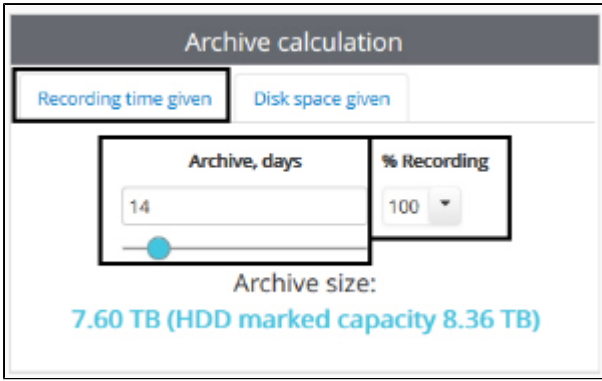 Archive calculation
Recording time given Disk space given
Archive, days % Recording
14 100
Archive size:
7.60 TB (HDD marked capacity 8.36 TB)